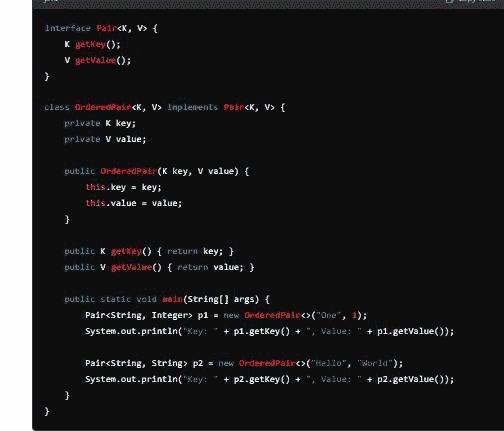 interface Pair<K, V> {
K getKey();
V getValue();
}
class OrderedPair<K, V> implements Pair<K, V> {
private K key;
private V value;
public OrderedPair(K key, V value) {
this.key = key;
this.value = value;
}
public K getKey() { return key; }
public V getValue() { return value; }
public static void main(String[] args) {
Pair<String, Integer> p1 = new OrderedPair<>("One", 1);
System.out.println("Key: " + p1.getKey() + ", Value: " + p1.getValue());
Pair<String, String> p2 = new OrderedPair<>("Hello", "World");
System.out.println("Key: " + p2.getKey() + ", Value: " + p2.getValue());
}
}